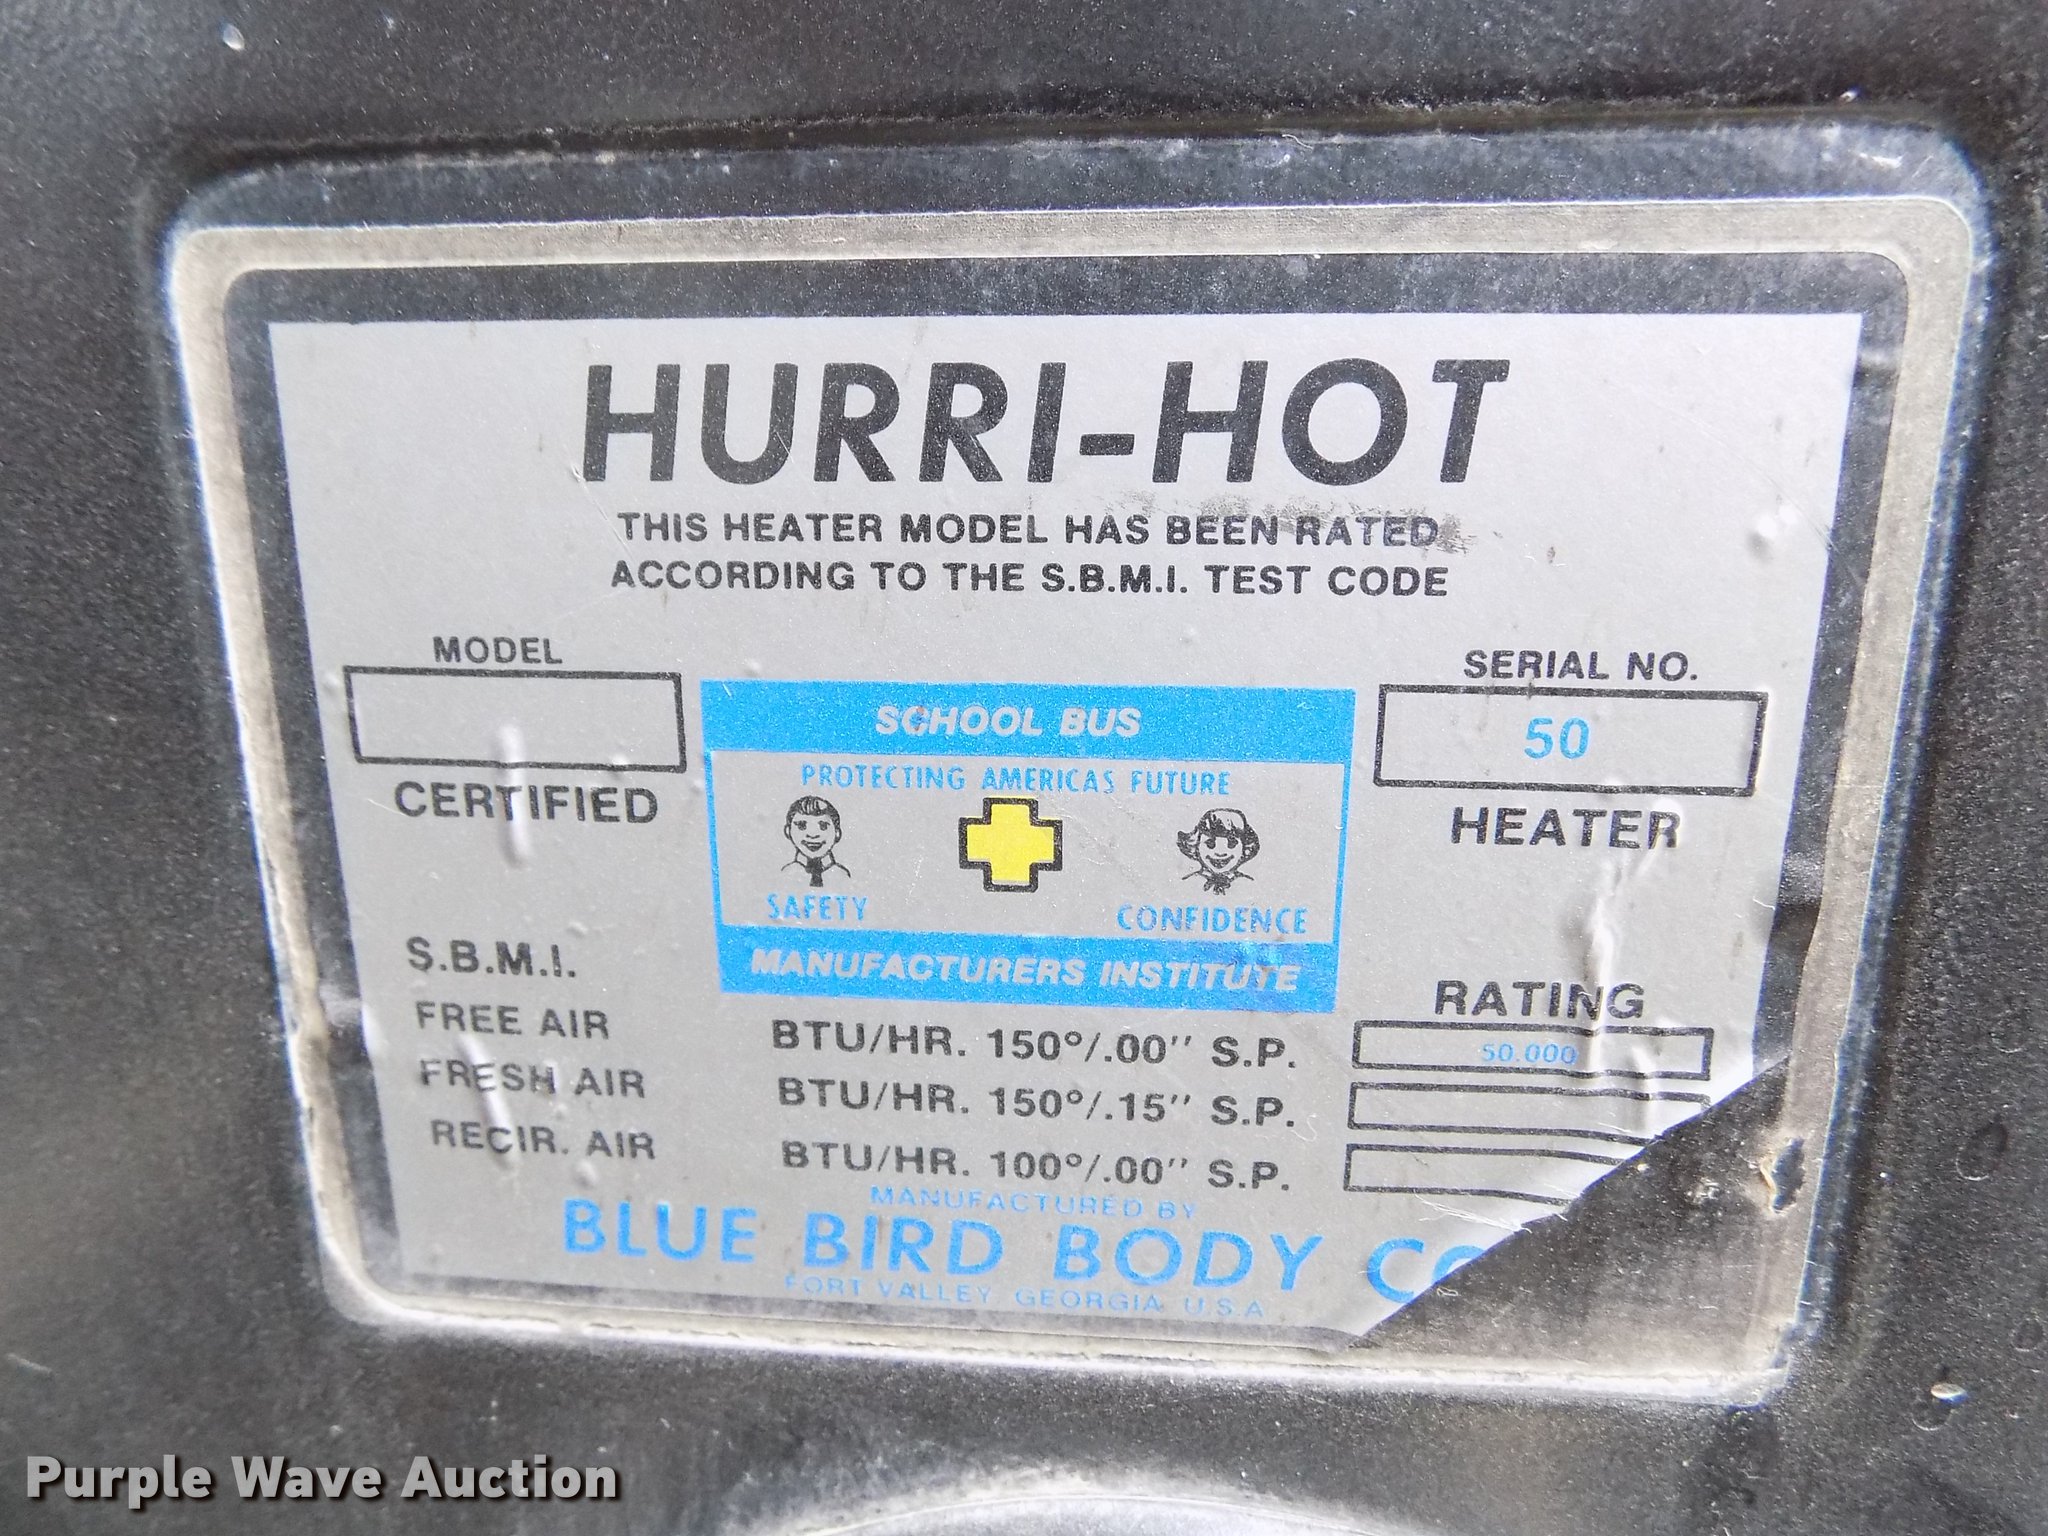 HURRI-HOT
THIS HEATER MODEL HAS BEEN RATED
ACCORDING TO THE S.B.M.I. TEST CODE
MODEL
CERTIFIED
SCHOOL BUS
PROTECTING AMERICAS FUTURE
SAFETY
CONFIDENCE
MANUFACTURERS INSTITUTE
SERIAL NO.
50
HEATER
S.B.M.I.
RATING
FREE AIR BTU/HR. 150°/.00" S.P. 50.000
FRESH AIR BTU/HR. 150°/.15" S.P.
RECIR. AIR BTU/HR. 100°/.00" S.P.
MANUFACTURED BY
BLUE BIRD BODY CO
FORT VALLEY, GEORGIA, U.S.A
Purple Wave Auction